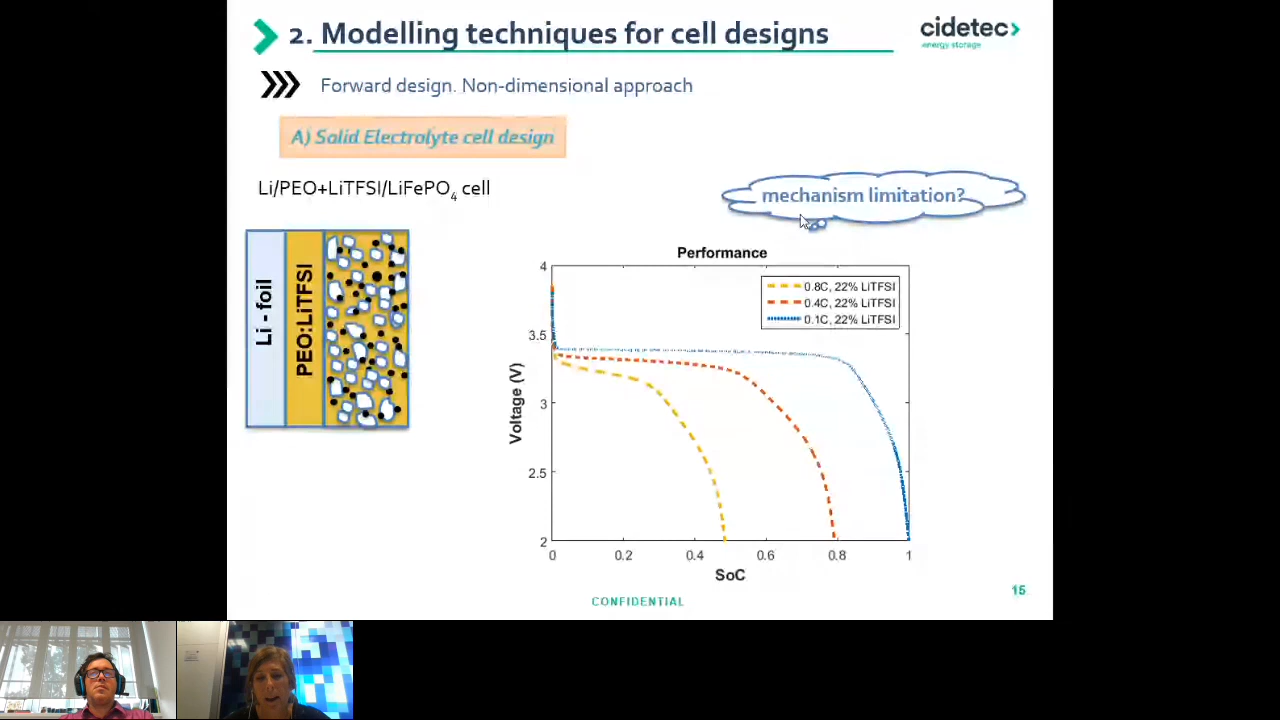 2. Modelling techniques for cell designs
cidetec>
energy storage
Forward design. Non-dimensional approach
A) Solid Electrolyte cell design
Li/PEO+LiTFSI/LiFePO4 cell
mechanism limitation?
Li - foil
PEO:LiTFSI
Performance
0.8C, 22% LiTFSI
0.4C, 22% LiTFSI
0.1C, 22% LiTFSI
Voltage (V)
4
3.5
3
2.5
2
0 0.2 0.4 0.6 0.8 1
SoC
CONFIDENTIAL
15